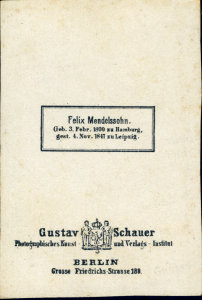 Felix Mendelssohn.
Geb. 3. Febr. 1809 zu Hamburg,
gest. 4. Nov. 1847 zu Leipzig.
Gustav Schauer
Photographisches Kunst und Verlags-Institut
BERLIN
Grosse Friedrichs-Strasse 188.